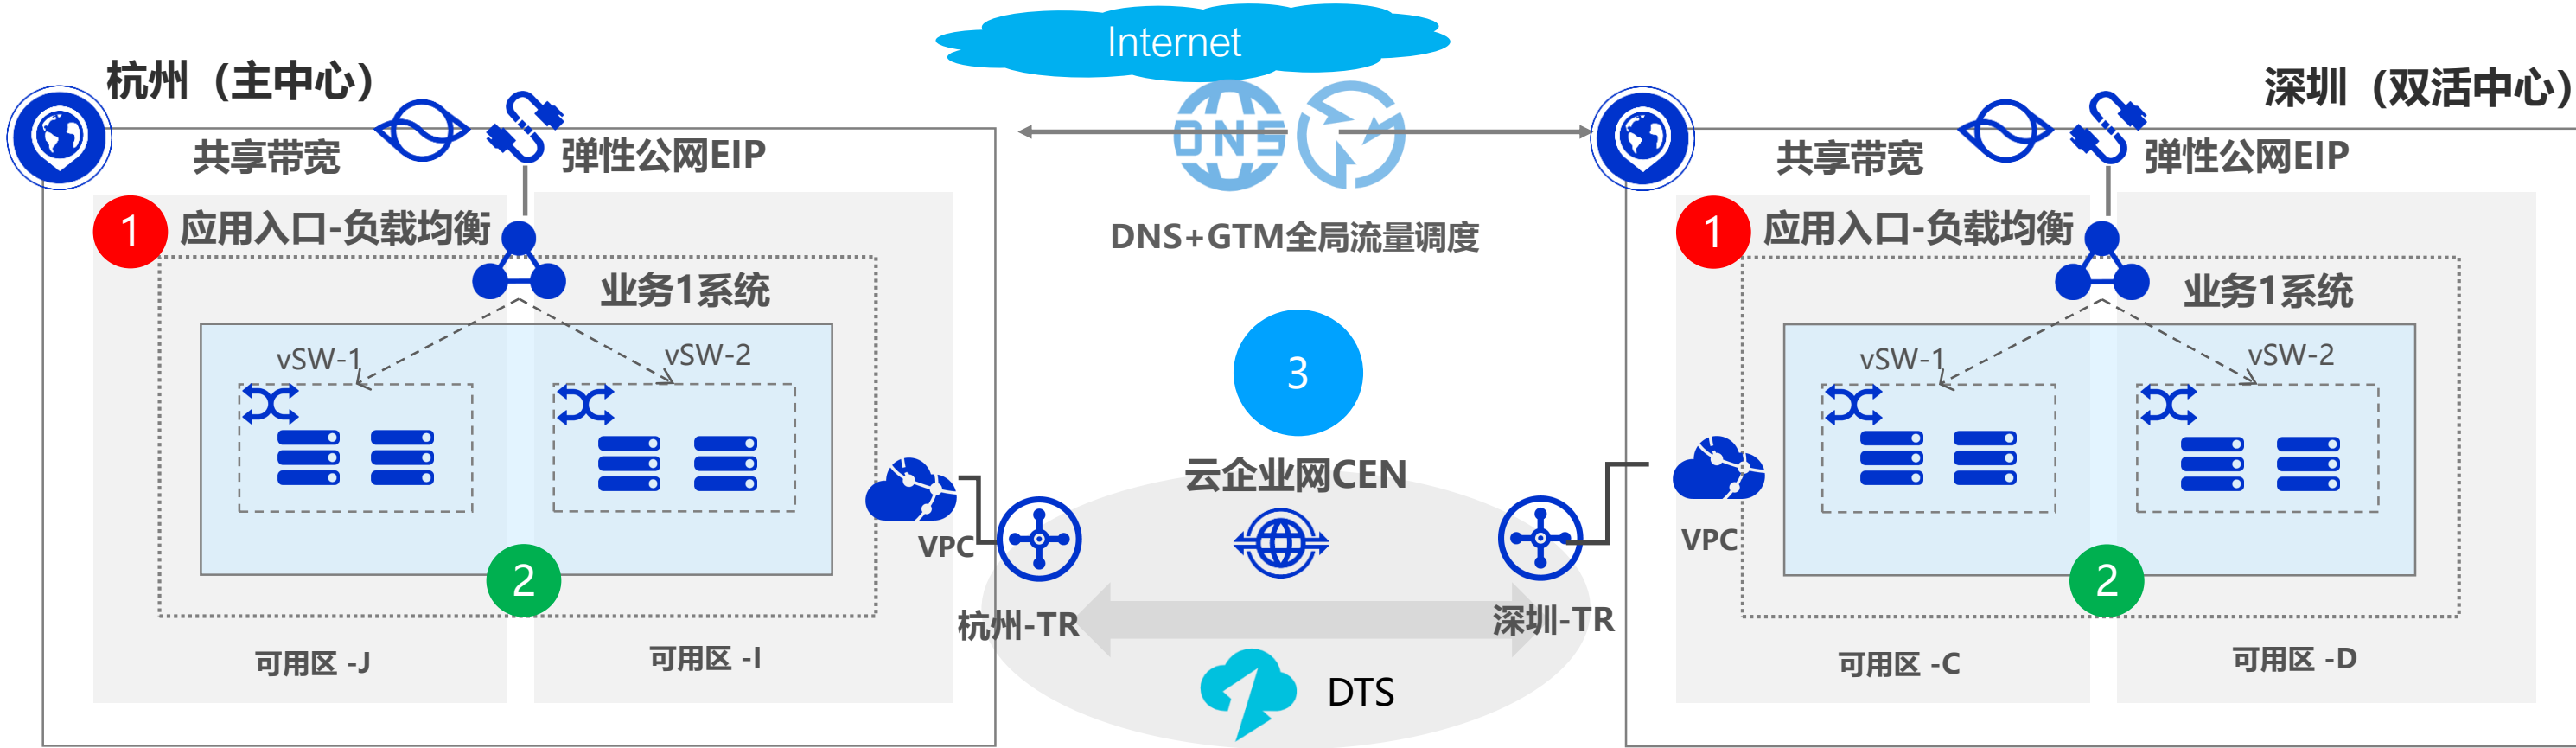 Internet
杭州（主中心）
共享带宽
弹性公网EIP
1
应用入口-负载均衡
业务1系统
vSW-1
vSW-2
2
VPC
可用区 -J
可用区 -I
DNS
DNS+GTM全局流量调度
3
云企业网CEN
杭州-TR
深圳-TR
DTS
深圳（双活中心）
共享带宽
弹性公网EIP
1
应用入口-负载均衡
业务1系统
vSW-1
vSW-2
VPC
2
可用区 -C
可用区 -D